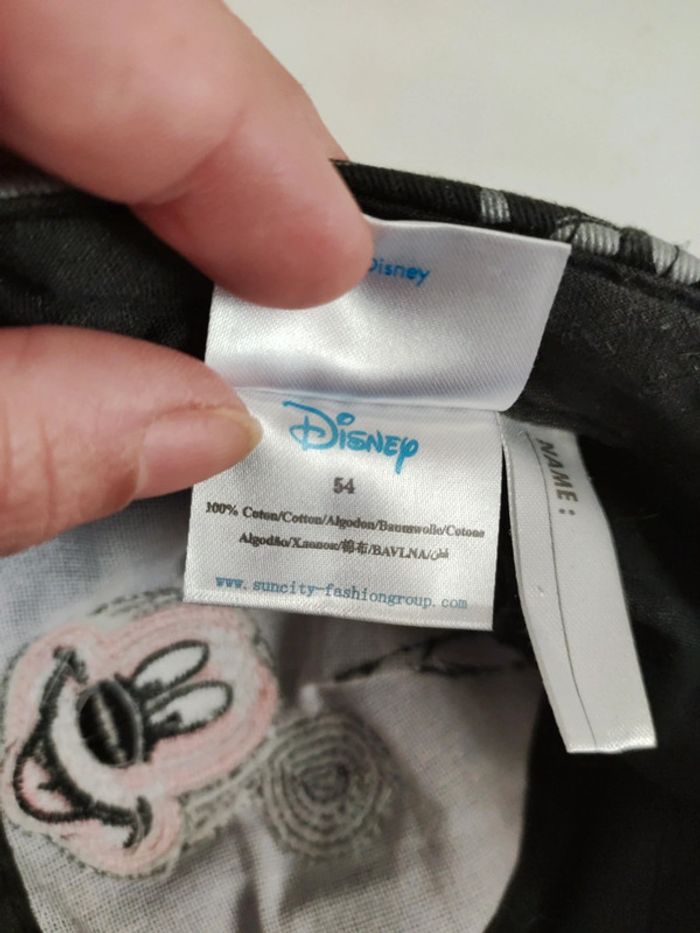 Disney
Disney
54
100% Coton/Cotton/Algodon/Baumwolle/Cotone
Algodão/Хлопок/棉布/BAVLNA/قطن
www.suncity-fashiongroup.com
NAME: